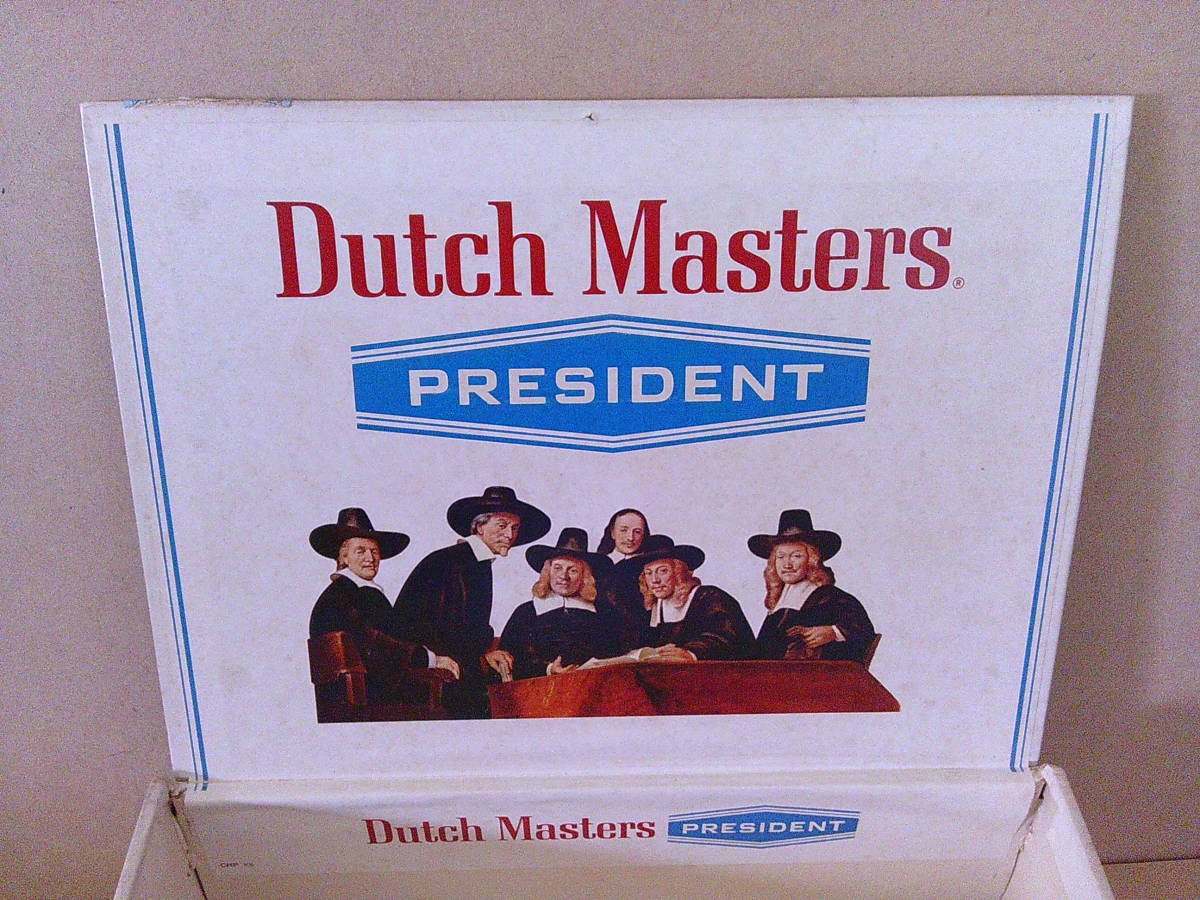 Dutch Masters®
PRESIDENT
Dutch Masters PRESIDENT